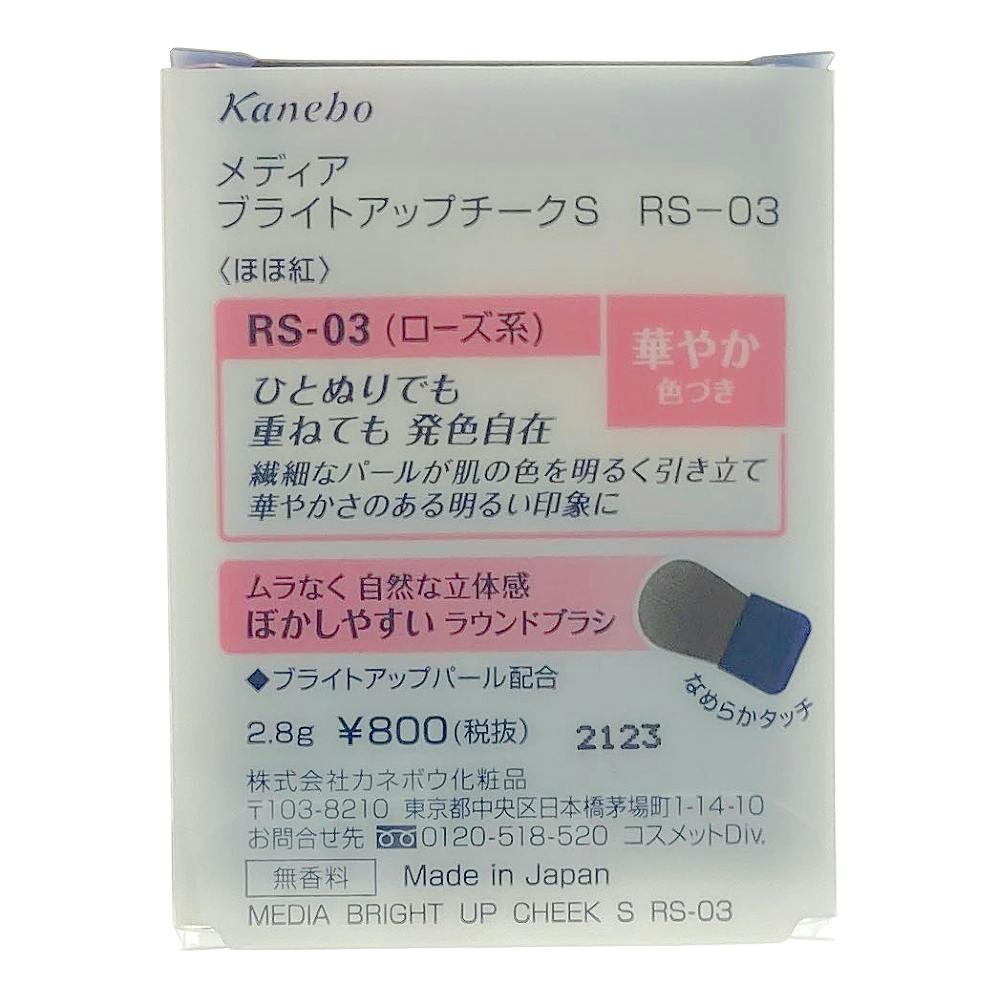 Kanebo
メディア
ブライトアップチークS RS-03
〈ほほ紅〉
RS-03 (ローズ系)
華やか
色づき
ひとぬりでも
重ねても 発色自在
繊細なパールが肌の色を明るく引き立て
華やかさのある明るい印象に
ムラなく 自然な立体感
ぼかしやすい ラウンドブラシ
なめらかタッチ
◆ブライトアップパール配合
2.8g ¥800(税抜) 2123
株式会社カネボウ化粧品
〒103-8210 東京都中央区日本橋茅場町1-14-10
お問合せ先 0120-518-520 コスメットDiv.
無香料 Made in Japan
MEDIA BRIGHT UP CHEEK S RS-03